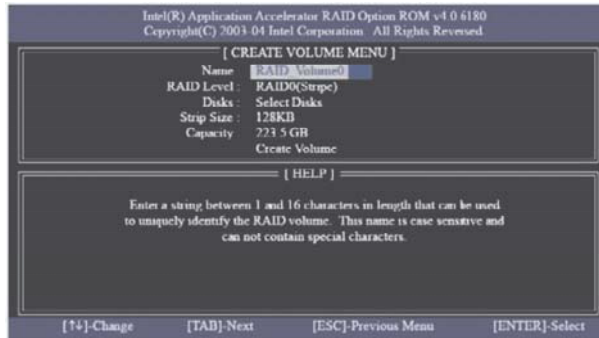 Intel(R) Application Accelerator RAID Option ROM v4 0 6180
Copyright(C) 2003-04 Intel Corporation All Rights Reversed.
[ CREATE VOLUME MENU ]
Name RAID_Volume0
RAID Level : RAID0(Stripe)
Disks : Select Disks
Strip Size : 128KB
Capacity 223 5 GB
Create Volume
[ HELP ]
Enter a string between 1 and 16 characters in length that can be used
to uniquely identify the RAID volume. This name is case sensitive and
can not contain special characters.
[↑↓]-Change [TAB]-Next [ESC]-Previous Menu [ENTER]-Select